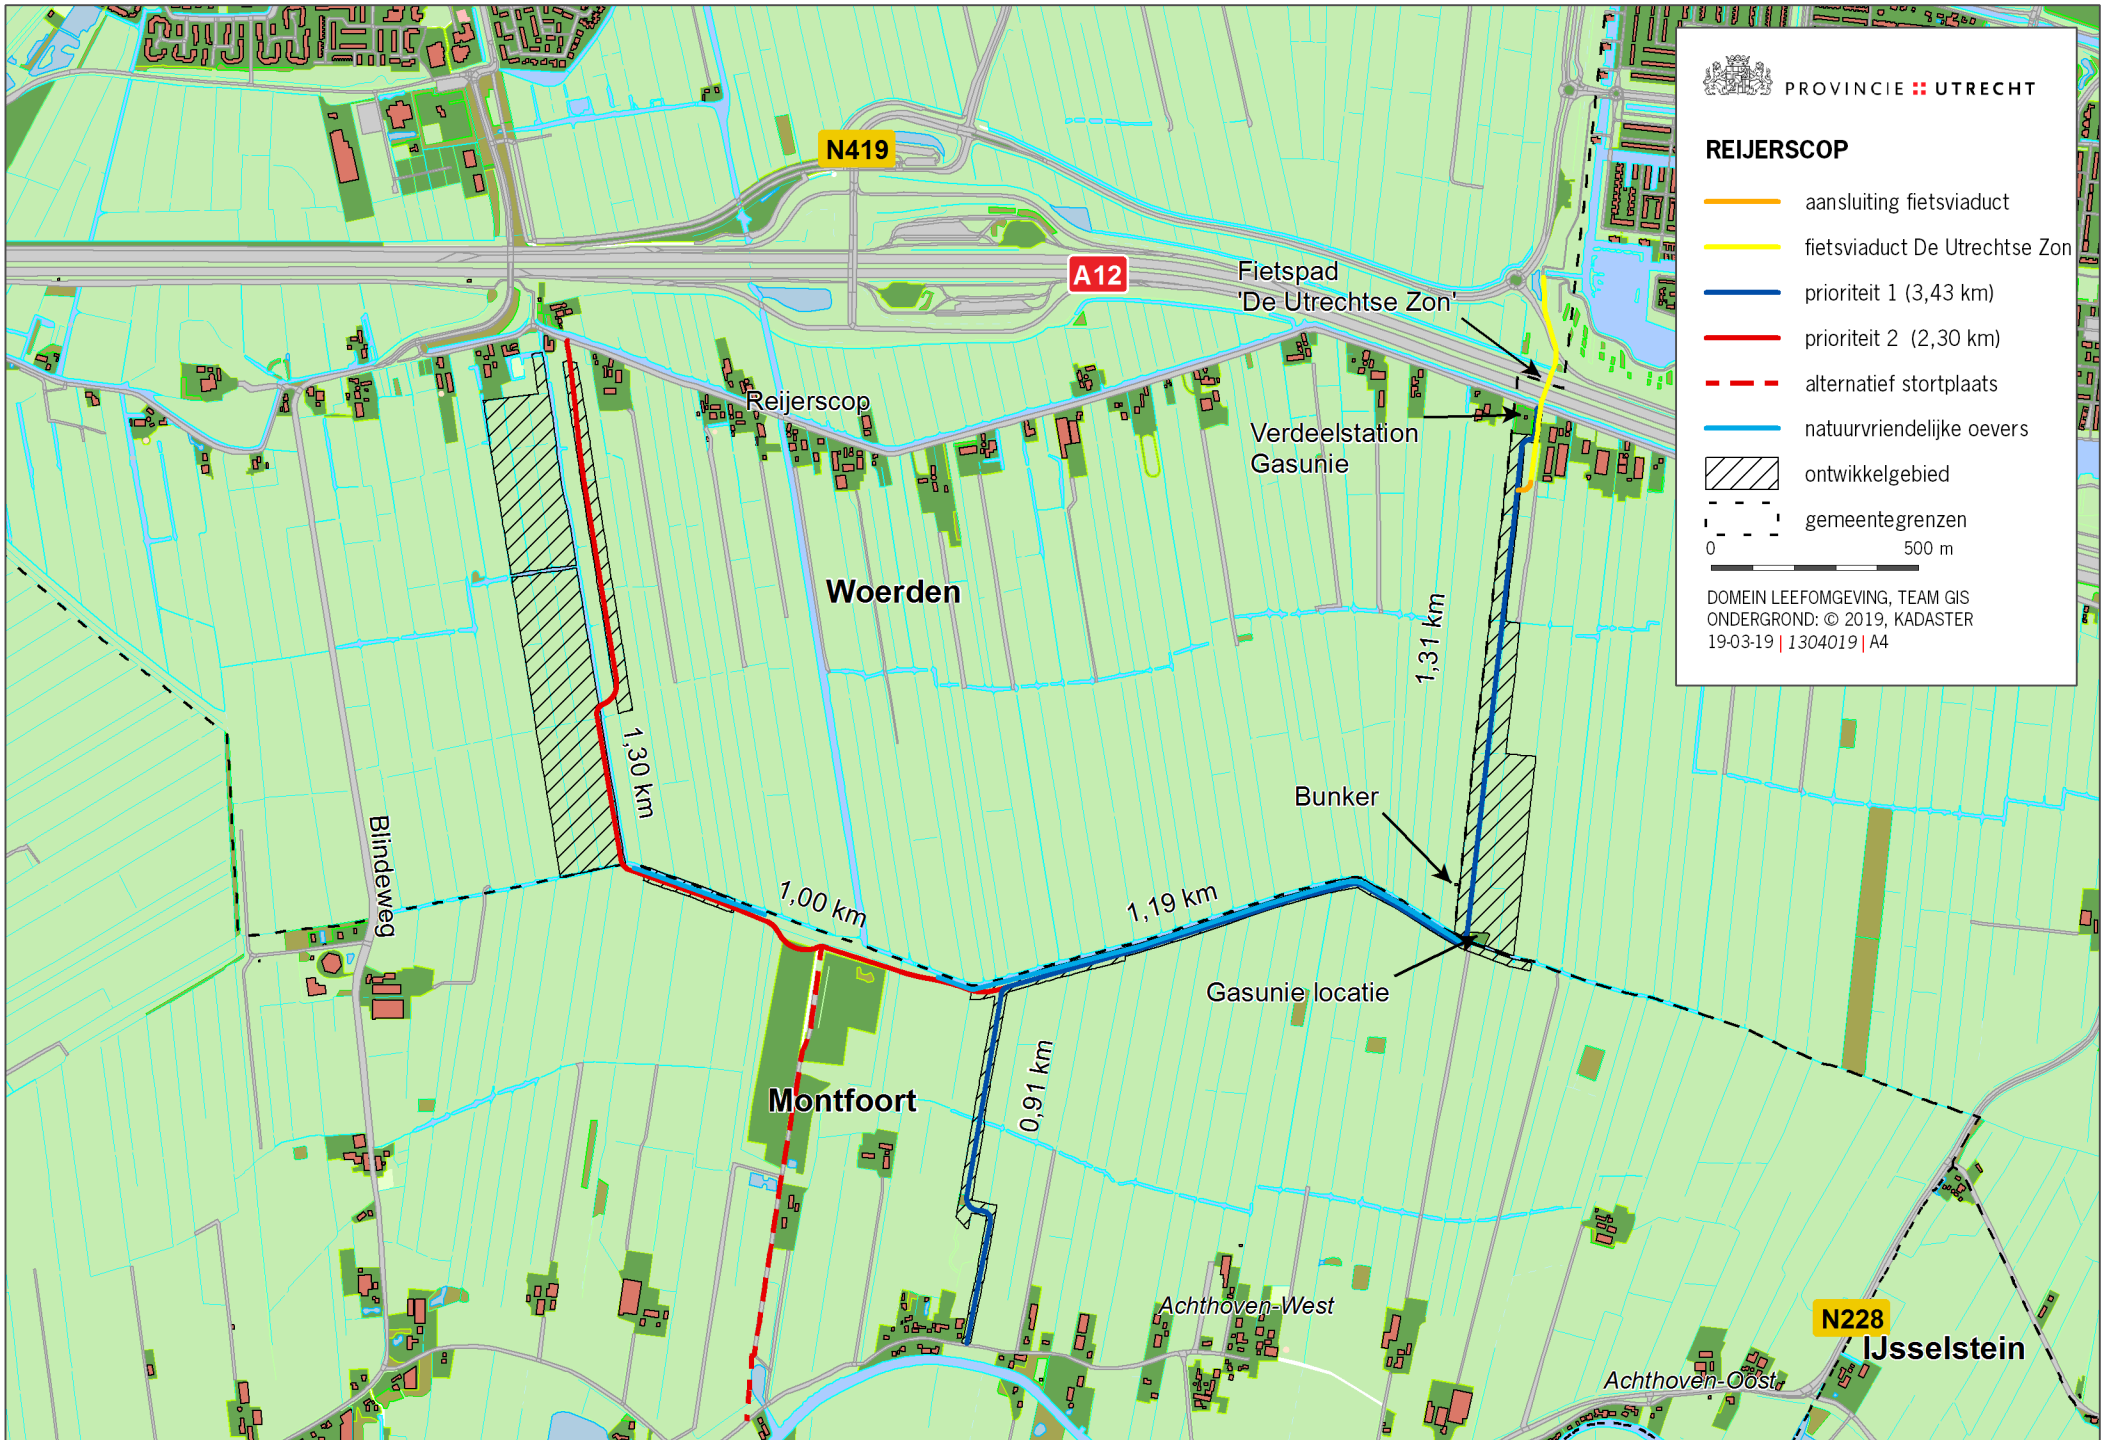 PROVINCIE UTRECHT
REIJERSCOP
aansluiting fietsviaduct
fietsviaduct De Utrechtse Zon
prioriteit 1 (3,43 km)
prioriteit 2 (2,30 km)
alternatief stortplaats
natuurvriendelijke oevers
ontwikkelgebied
gemeentegrenzen
0 500 m
DOMEIN LEEFOMGEVING, TEAM GIS
ONDERGROND: © 2019, KADASTER
19-03-19 | 1304019 | A4
N419
A12
Fietspad
'De Utrechtse Zon'
Reijerscop
Verdeelstation
Gasunie
Woerden
1,31 km
1,30 km
Bunker
Blindeweg
1,00 km
1,19 km
Gasunie locatie
0,91 km
Montfoort
Achthoven-West
N228
IJsselstein
Achthoven-Oost